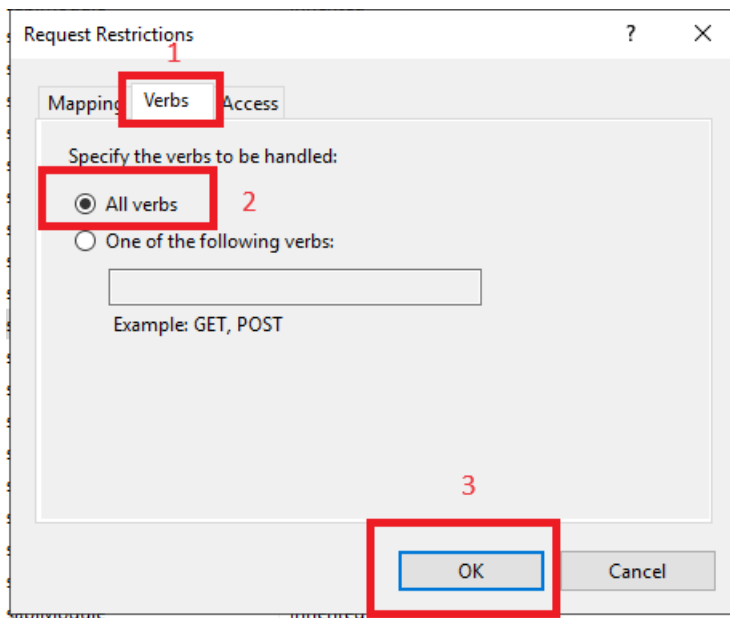 Request Restrictions
?
1
Mapping
Verbs
Access
Specify the verbs to be handled:
All verbs
2
One of the following verbs:
Example: GET, POST
3
OK
Cancel